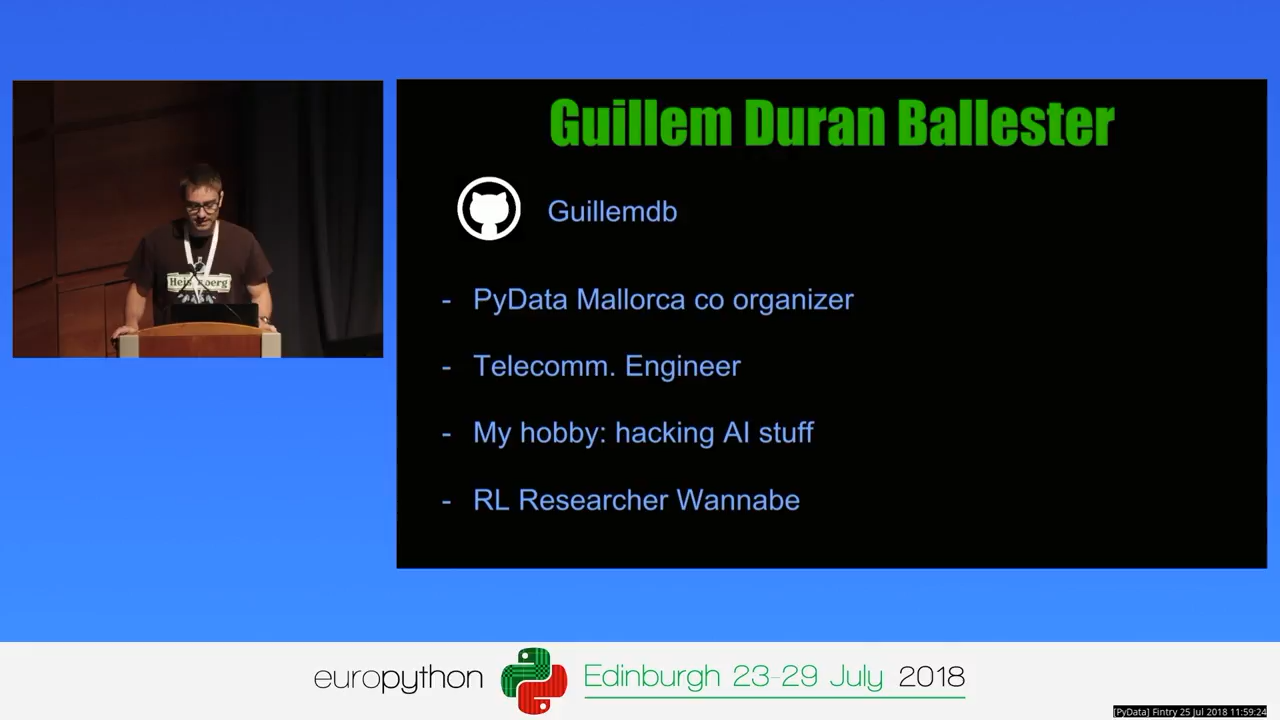 Guillem Duran Ballester
Guillemdb
- PyData Mallorca co organizer
- Telecomm. Engineer
- My hobby: hacking AI stuff
- RL Researcher Wannabe
europython Edinburgh 23-29 July 2018
[PyData] Fintry 25 Jul 2018 11:59:24